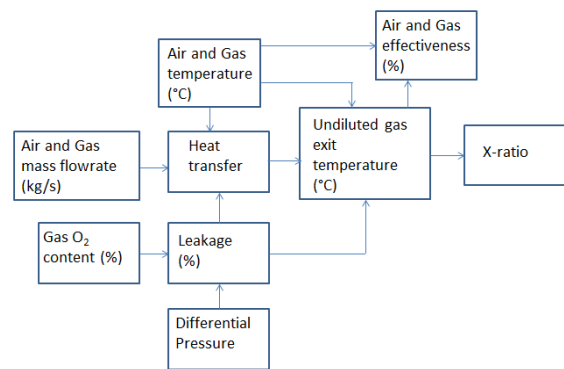 Air and Gas
effectiveness
(%)
Air and Gas
temperature
(°C)
Undiluted gas
exit
temperature
(°C)
X-ratio
Air and Gas
mass flowrate
(kg/s)
Heat
transfer
Gas O₂
content (%)
Leakage
(%)
Differential
Pressure